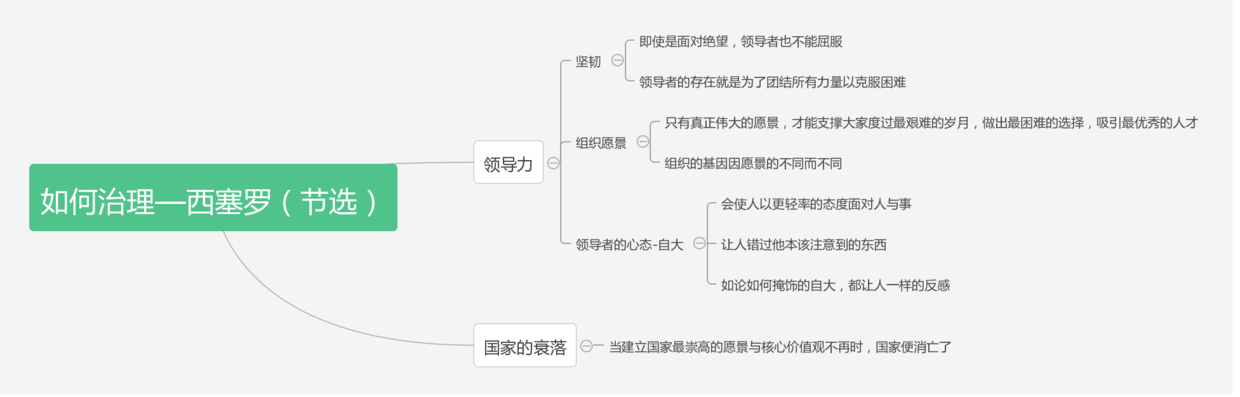 如何治理—西塞罗（节选）
领导力
坚韧
即使是面对绝望，领导者也不能屈服
领导者的存在就是为了团结所有力量以克服困难
组织愿景
只有真正伟大的愿景，才能支撑大家度过最艰难的岁月，做出最困难的选择，吸引最优秀的人才
组织的基因因愿景的不同而不同
领导者的心态-自大
会使人以更轻率的态度面对人与事
让人错过他本该注意到的东西
如论如何掩饰的自大，都让人一样的反感
国家的衰落
当建立国家最崇高的愿景与核心价值观不再时，国家便消亡了